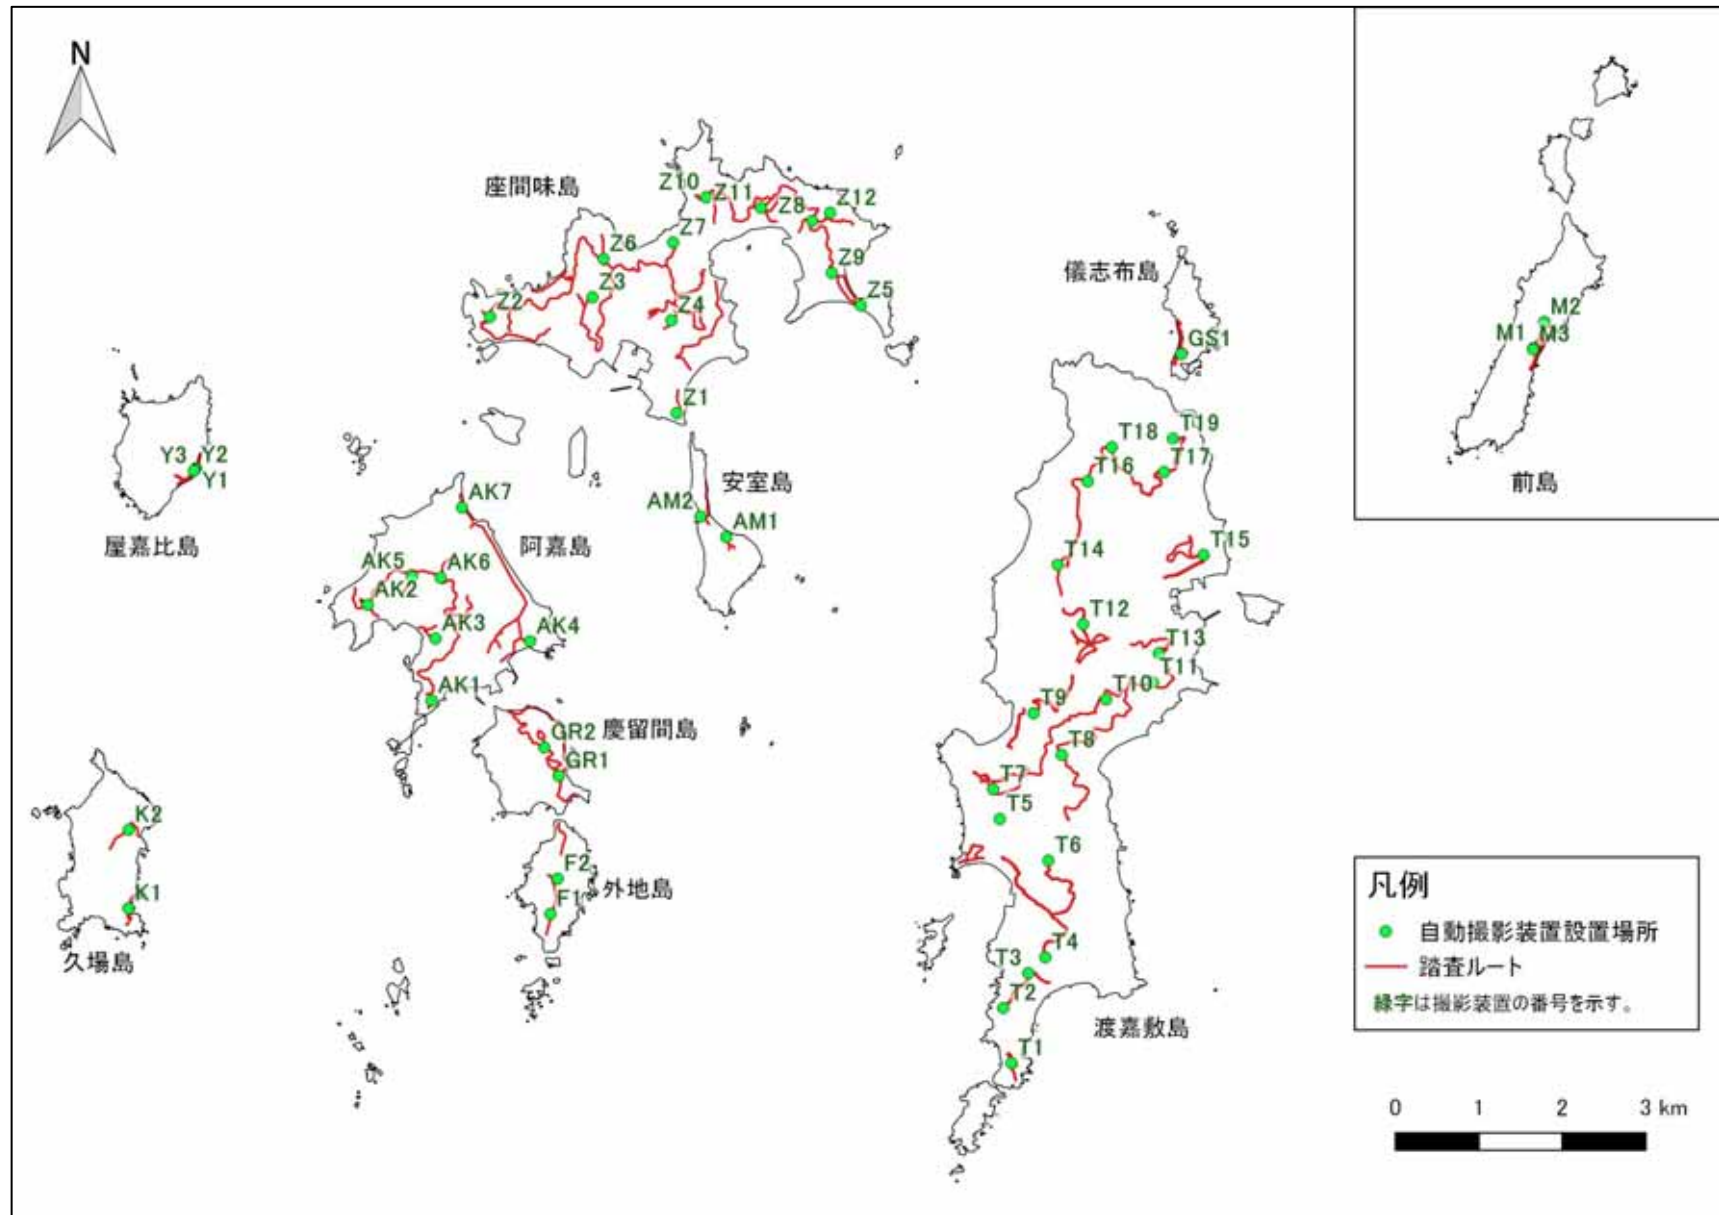 N
座間味島
Z10
Z11
Z8
Z12
Z7
Z6
Z9
Z3
Z5
Z2
Z4
Z1
儀志布島
GS1
M2
M1
M3
前島
Y3
Y2
Y1
屋嘉比島
AK7
阿嘉島
AK5
AK6
AK2
AK3
AK4
AK1
安室島
AM2
AM1
T18
T19
T16
T17
T15
T14
T12
T13
T11
T10
T9
T8
T7
T5
T6
T4
T3
T2
T1
渡嘉敷島
GR2
慶留間島
GR1
K2
K1
久場島
F2
外地島
F1
凡例
自動撮影装置設置場所
踏査ルート
緑字は撮影装置の番号を示す。
0 1 2 3 km